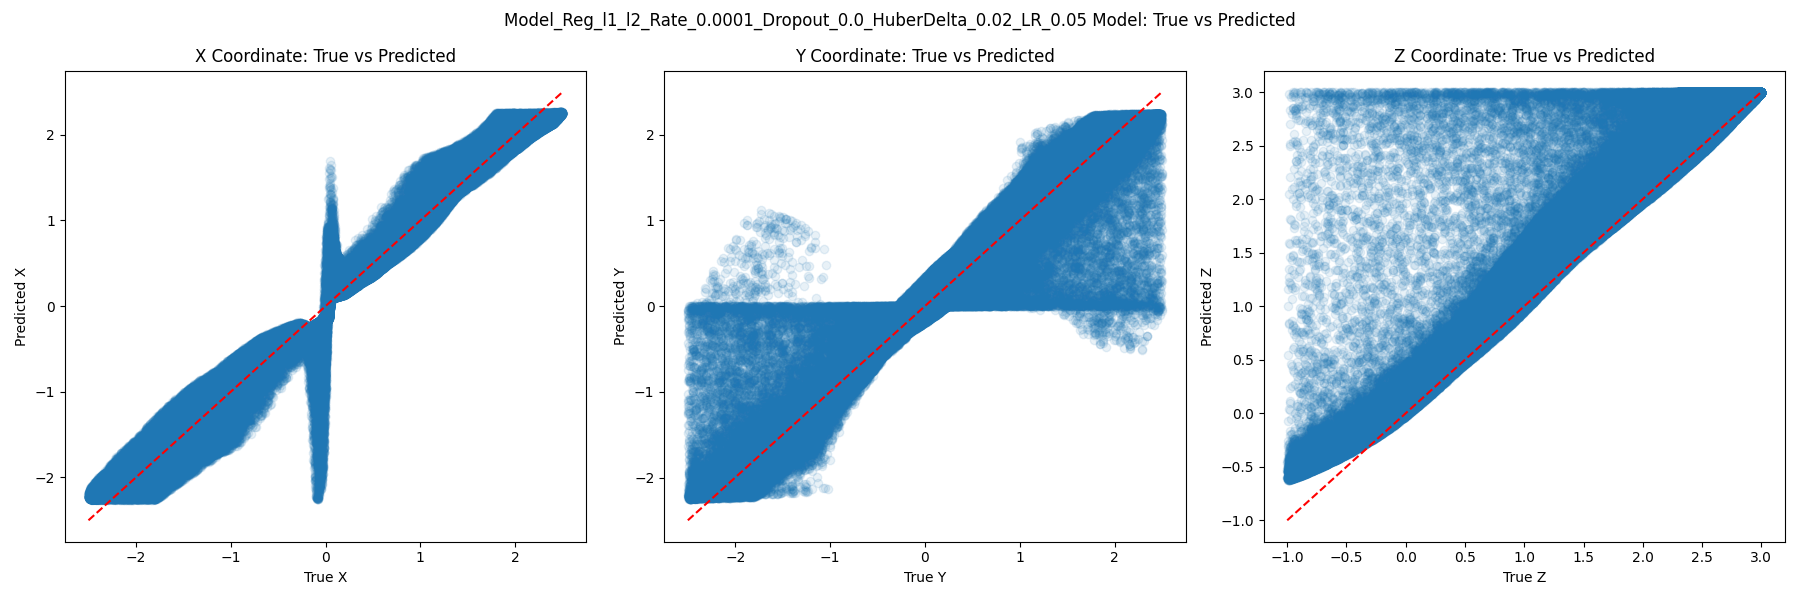 Model_Reg_l1_l2_Rate_0.0001_Dropout_0.0_HuberDelta_0.02_LR_0.05 Model: True vs Predicted
X Coordinate: True vs Predicted
Predicted X
2
1
0
−1
−2
−2 −1 0 1 2
True X
Y Coordinate: True vs Predicted
Predicted Y
2
1
0
−1
−2
−2 −1 0 1 2
True Y
Z Coordinate: True vs Predicted
Predicted Z
3.0
2.5
2.0
1.5
1.0
0.5
0.0
−0.5
−1.0
−1.0 −0.5 0.0 0.5 1.0 1.5 2.0 2.5 3.0
True Z